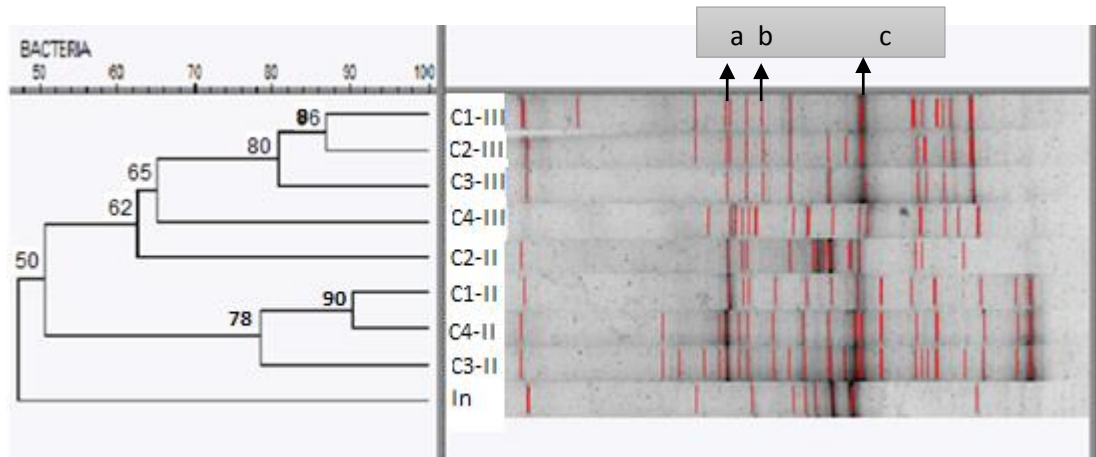 a b c
BACTERIA
50 60 70 80 90 100
86 C1-III
80 C2-III
65 C3-III
62 C4-III
50 C2-II
90 C1-II
78 C4-II
C3-II
In